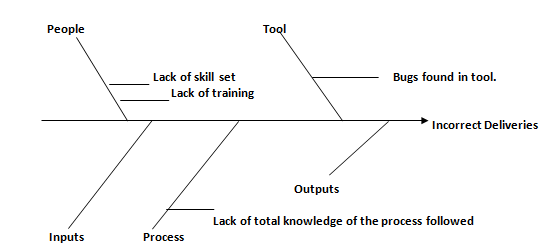 People
Tool
Lack of skill set
Bugs found in tool.
Lack of training
Incorrect Deliveries
Outputs
Lack of total knowledge of the process followed
Inputs
Process